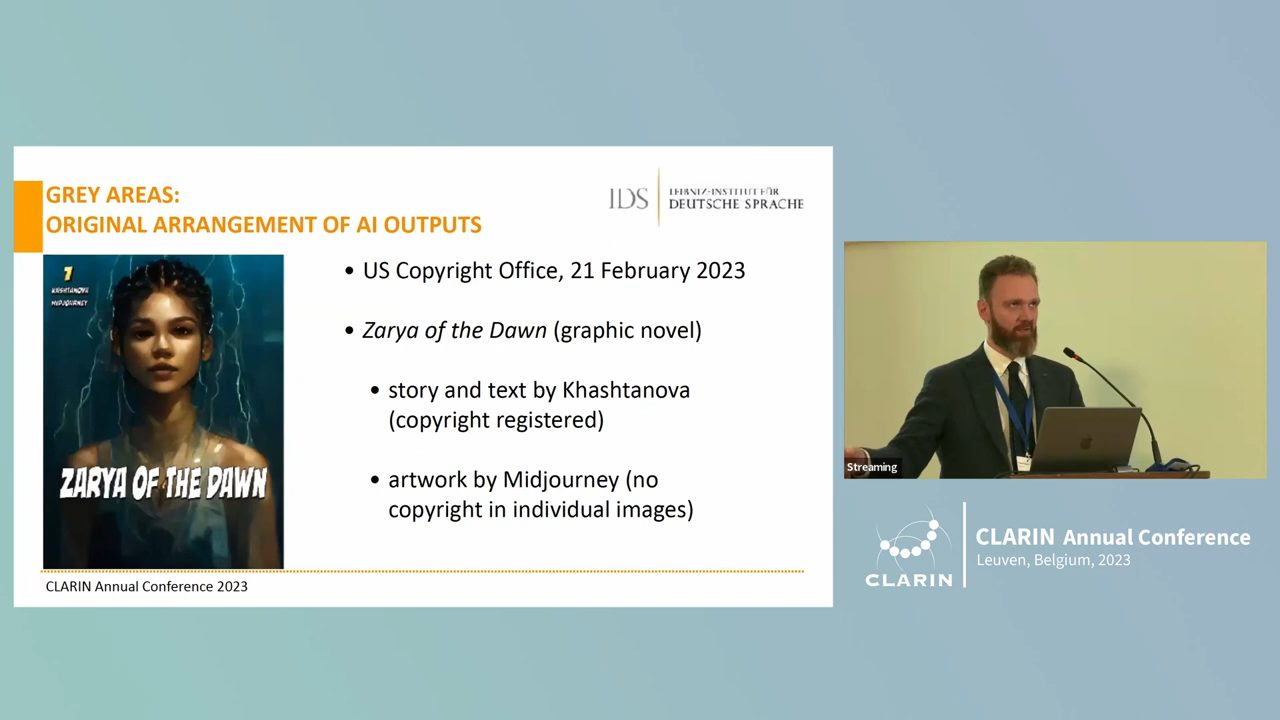 GREY AREAS:
ORIGINAL ARRANGEMENT OF AI OUTPUTS
IDS
LEIBNIZ-INSTITUT FÜR
DEUTSCHE SPRACHE
1
KASHTANOVA
MIDJOURNEY
ZARYA OF THE DAWN
• US Copyright Office, 21 February 2023
• Zarya of the Dawn (graphic novel)
• story and text by Khashtanova
(copyright registered)
• artwork by Midjourney (no
copyright in individual images)
CLARIN Annual Conference 2023
Streaming
CLARIN
CLARIN Annual Conference
Leuven, Belgium, 2023